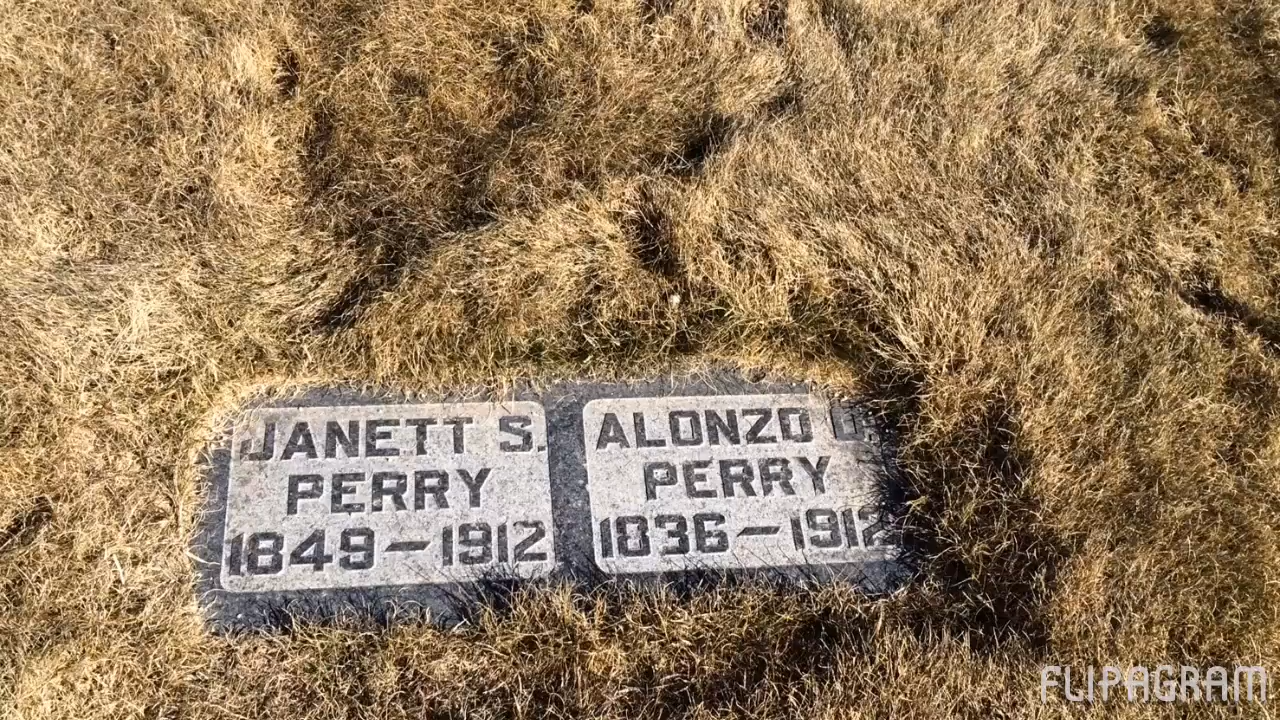 JANETT S.
PERRY
1849–1912
ALONZO D.
PERRY
1836–1912
FLIPAGRAM